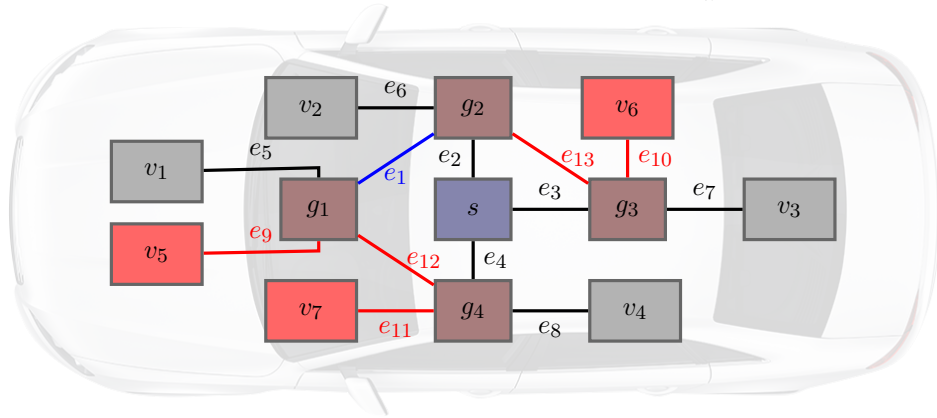 e₆
v₂
g₂
v₆
e₅
e₂
e₁₃
e₁₀
v₁
e₁
e₃
e₇
g₁
s
g₃
v₃
e₉
v₅
e₁₂
e₄
v₇
g₄
v₄
e₁₁
e₈